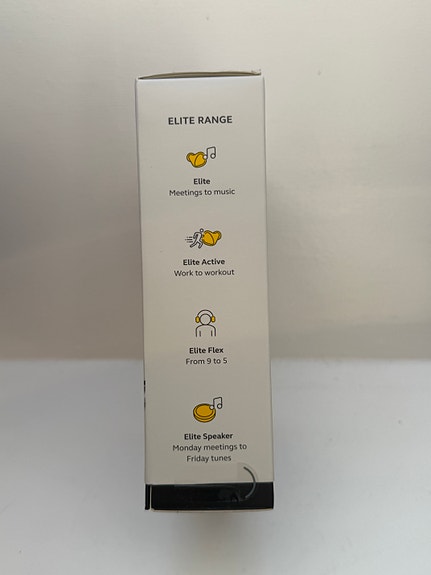 ELITE RANGE
Elite
Meetings to music
Elite Active
Work to workout
Elite Flex
From 9 to 5
Elite Speaker
Monday meetings to
Friday tunes